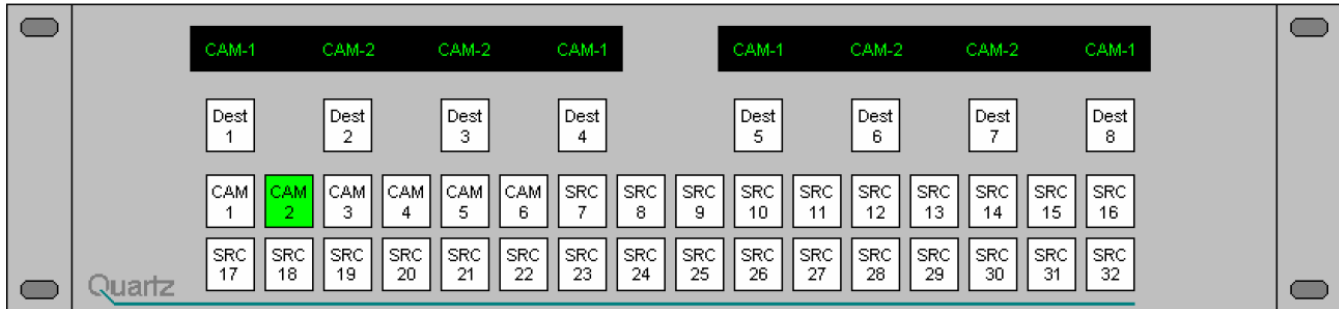 CAM-1 CAM-2 CAM-2 CAM-1 CAM-1 CAM-2 CAM-2 CAM-1
Dest 1 Dest 2 Dest 3 Dest 4 Dest 5 Dest 6 Dest 7 Dest 8
CAM 1 CAM 2 CAM 3 CAM 4 CAM 5 CAM 6 SRC 7 SRC 8 SRC 9 SRC 10 SRC 11 SRC 12 SRC 13 SRC 14 SRC 15 SRC 16
SRC 17 SRC 18 SRC 19 SRC 20 SRC 21 SRC 22 SRC 23 SRC 24 SRC 25 SRC 26 SRC 27 SRC 28 SRC 29 SRC 30 SRC 31 SRC 32
Quartz